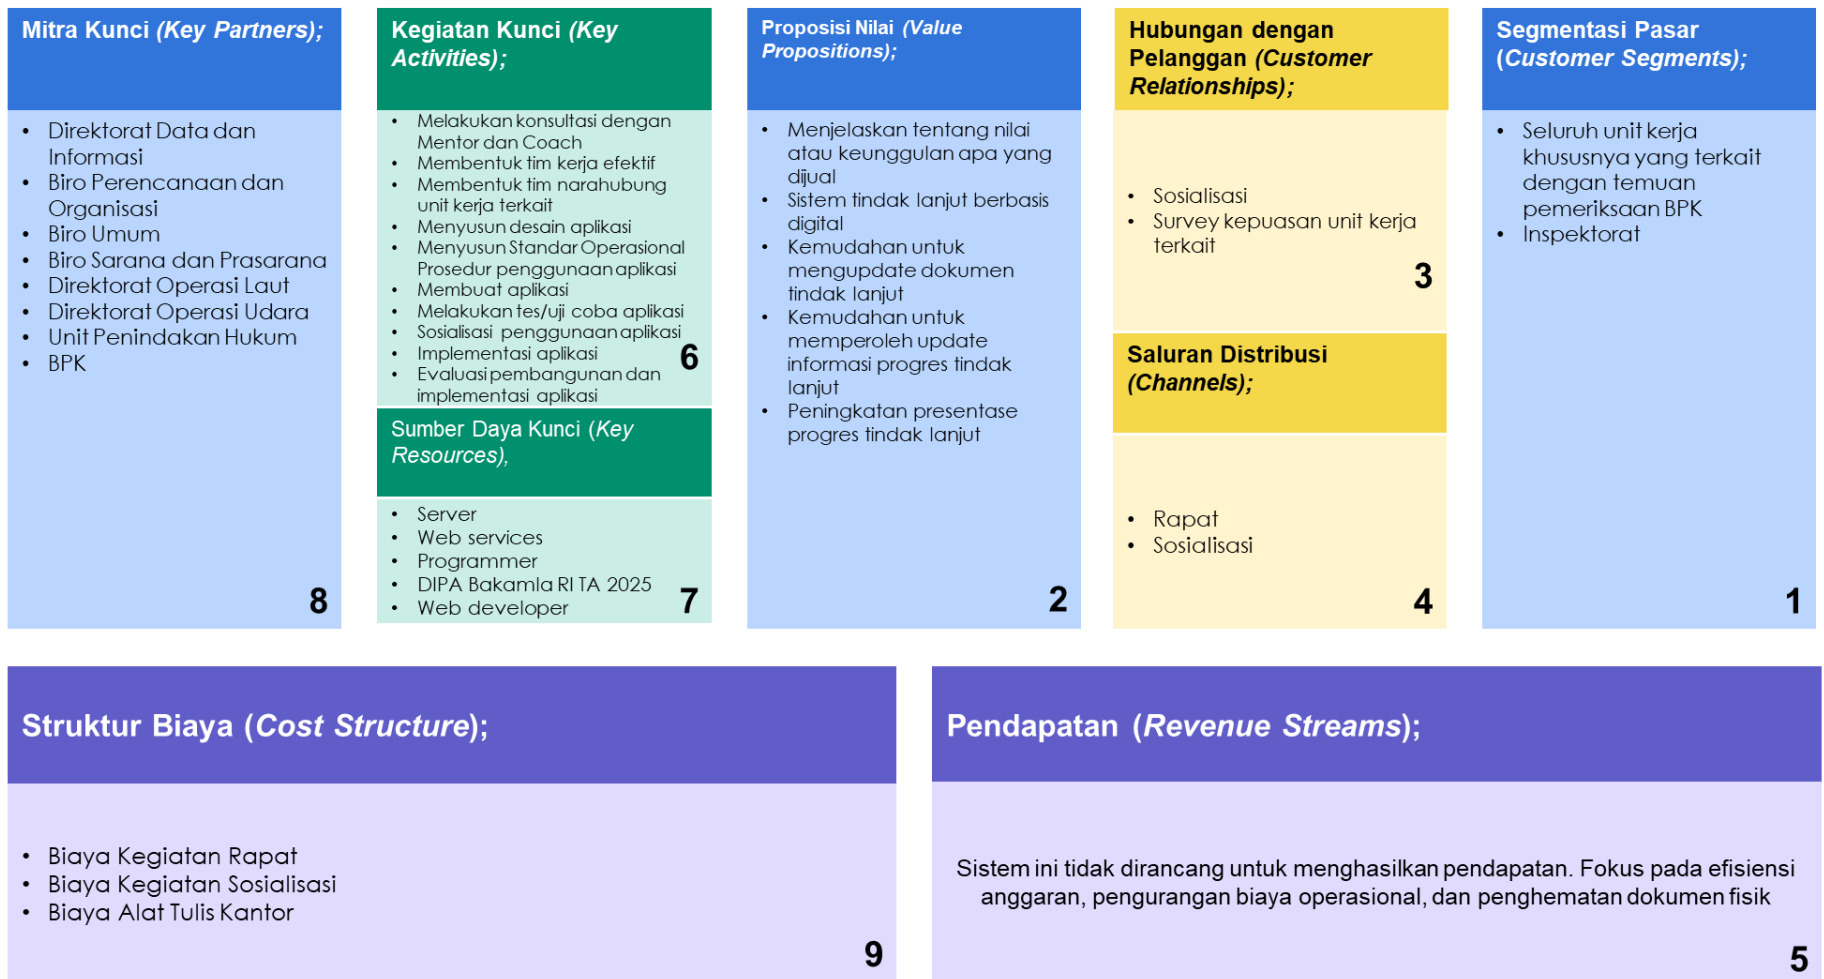 Mitra Kunci (Key Partners);
• Direktorat Data dan
Informasi
• Biro Perencanaan dan
Organisasi
• Biro Umum
• Biro Sarana dan Prasarana
• Direktorat Operasi Laut
• Direktorat Operasi Udara
• Unit Penindakan Hukum
• BPK
8
Kegiatan Kunci (Key
Activities);
• Melakukan konsultasi dengan
Mentor dan Coach
• Membentuk tim kerja efektif
• Membentuk tim narahubung
unit kerja terkait
• Menyusun desain aplikasi
• Menyusun Standar Operasional
Prosedur penggunaan aplikasi
• Membuat aplikasi
• Melakukan tes/uji coba aplikasi
• Sosialisasi penggunaan aplikasi
• Implementasi aplikasi
• Evaluasi pembangunan dan
implementasi aplikasi
6
Sumber Daya Kunci (Key
Resources),
• Server
• Web services
• Programmer
• DIPA Bakamla RI TA 2025
• Web developer
7
Proposisi Nilai (Value
Propositions);
• Menjelaskan tentang nilai
atau keunggulan apa yang
dijual
• Sistem tindak lanjut berbasis
digital
• Kemudahan untuk
mengupdate dokumen
tindak lanjut
• Kemudahan untuk
memperoleh update
informasi progres tindak
lanjut
• Peningkatan presentase
progres tindak lanjut
2
Hubungan dengan
Pelanggan (Customer
Relationships);
• Sosialisasi
• Survey kepuasan unit kerja
terkait
3
Saluran Distribusi
(Channels);
• Rapat
• Sosialisasi
4
Segmentasi Pasar
(Customer Segments);
• Seluruh unit kerja
khususnya yang terkait
dengan temuan
pemeriksaan BPK
• Inspektorat
1
Struktur Biaya (Cost Structure);
• Biaya Kegiatan Rapat
• Biaya Kegiatan Sosialisasi
• Biaya Alat Tulis Kantor
9
Pendapatan (Revenue Streams);
Sistem ini tidak dirancang untuk menghasilkan pendapatan. Fokus pada efisiensi
anggaran, pengurangan biaya operasional, dan penghematan dokumen fisik
5